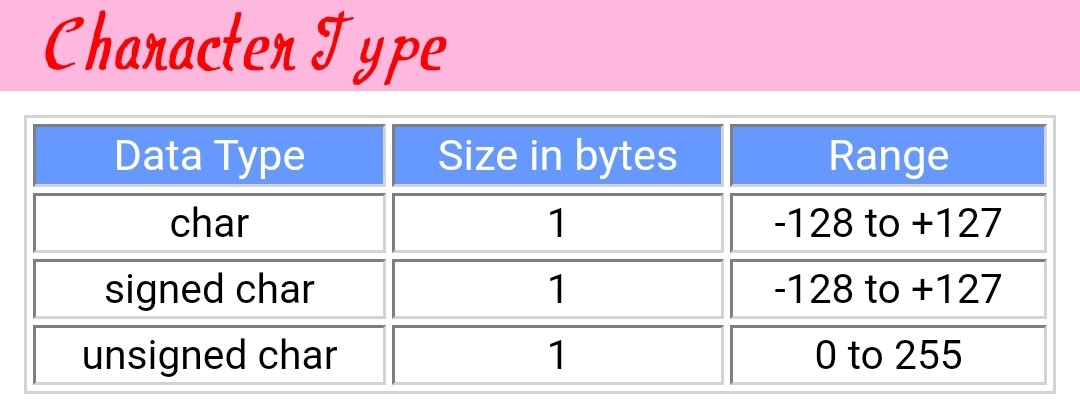 Character Type
Data Type Size in bytes Range
char 1 -128 to +127
signed char 1 -128 to +127
unsigned char 1 0 to 255